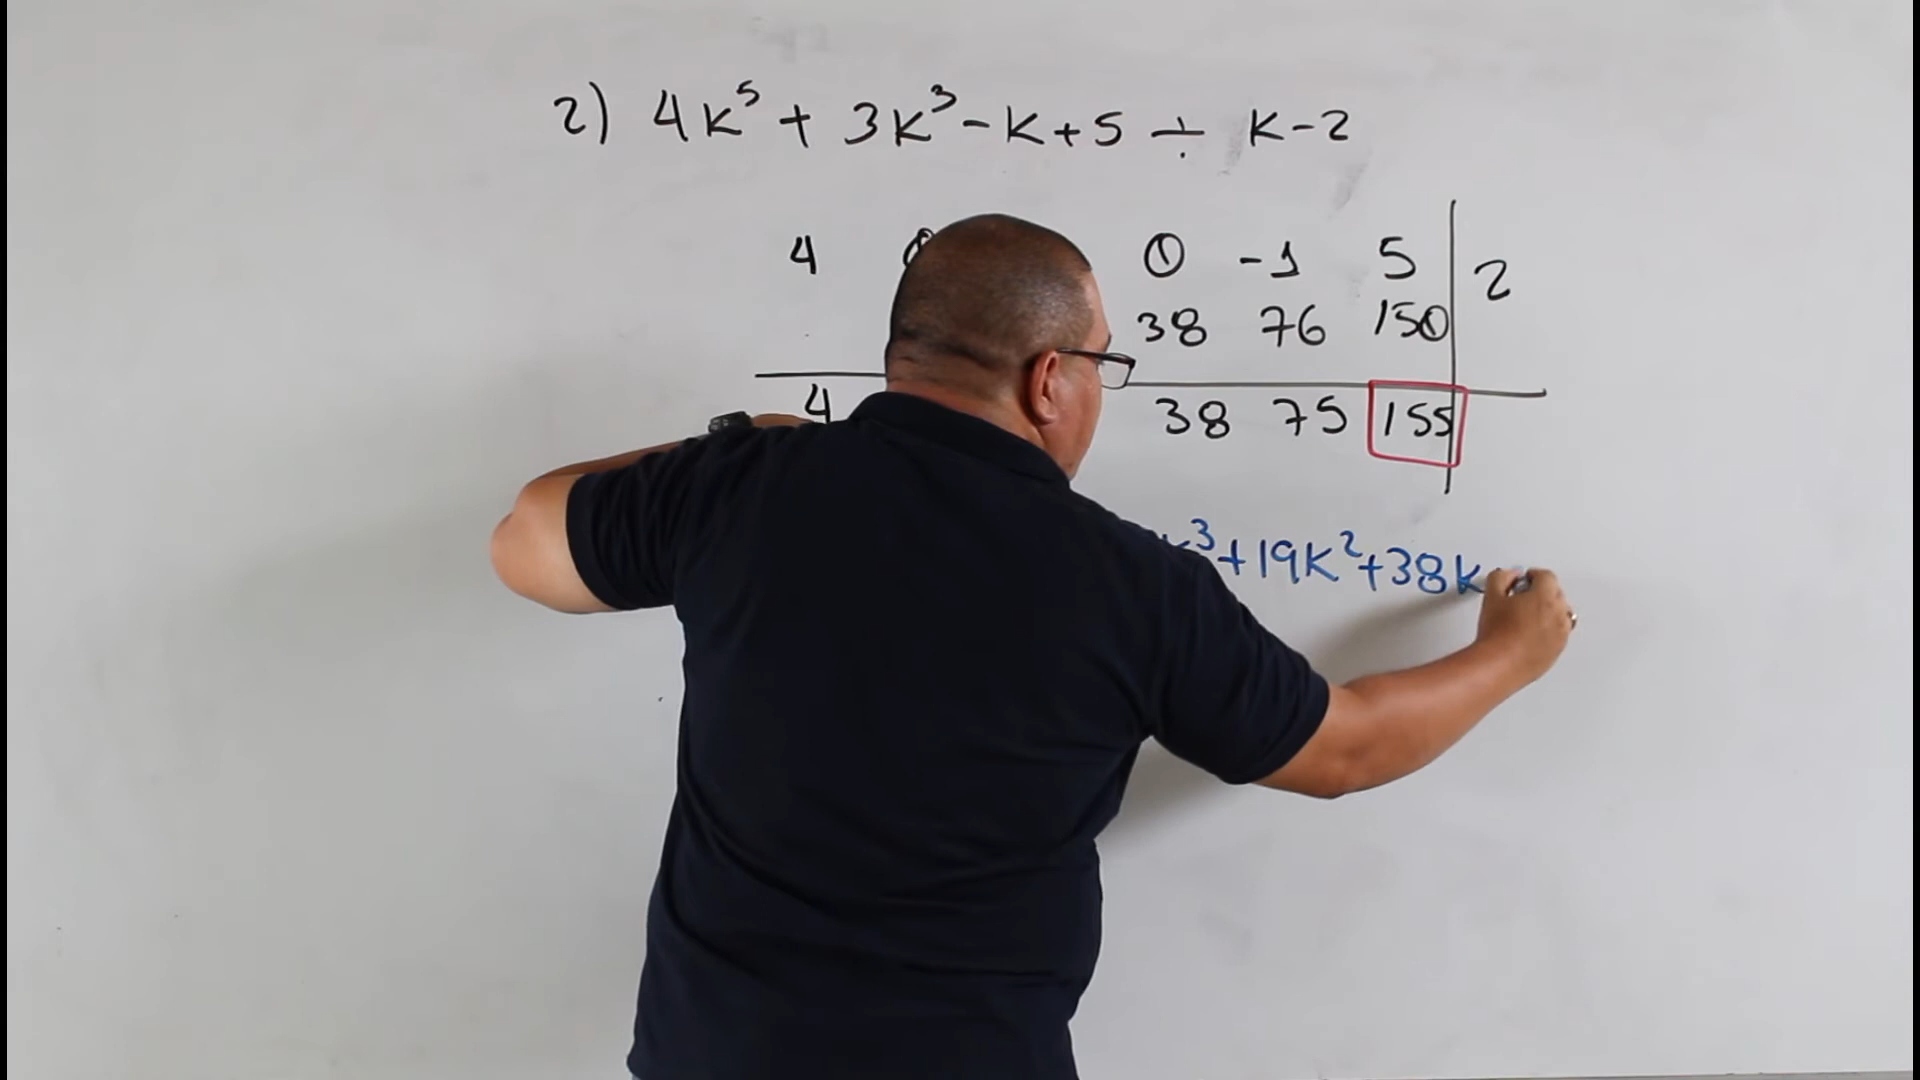 2) 4k⁵ + 3k³ - k + 5 ÷ k - 2
4 0 -1 5 2
38 76 150
4 38 75 155
k³ + 19k² + 38k